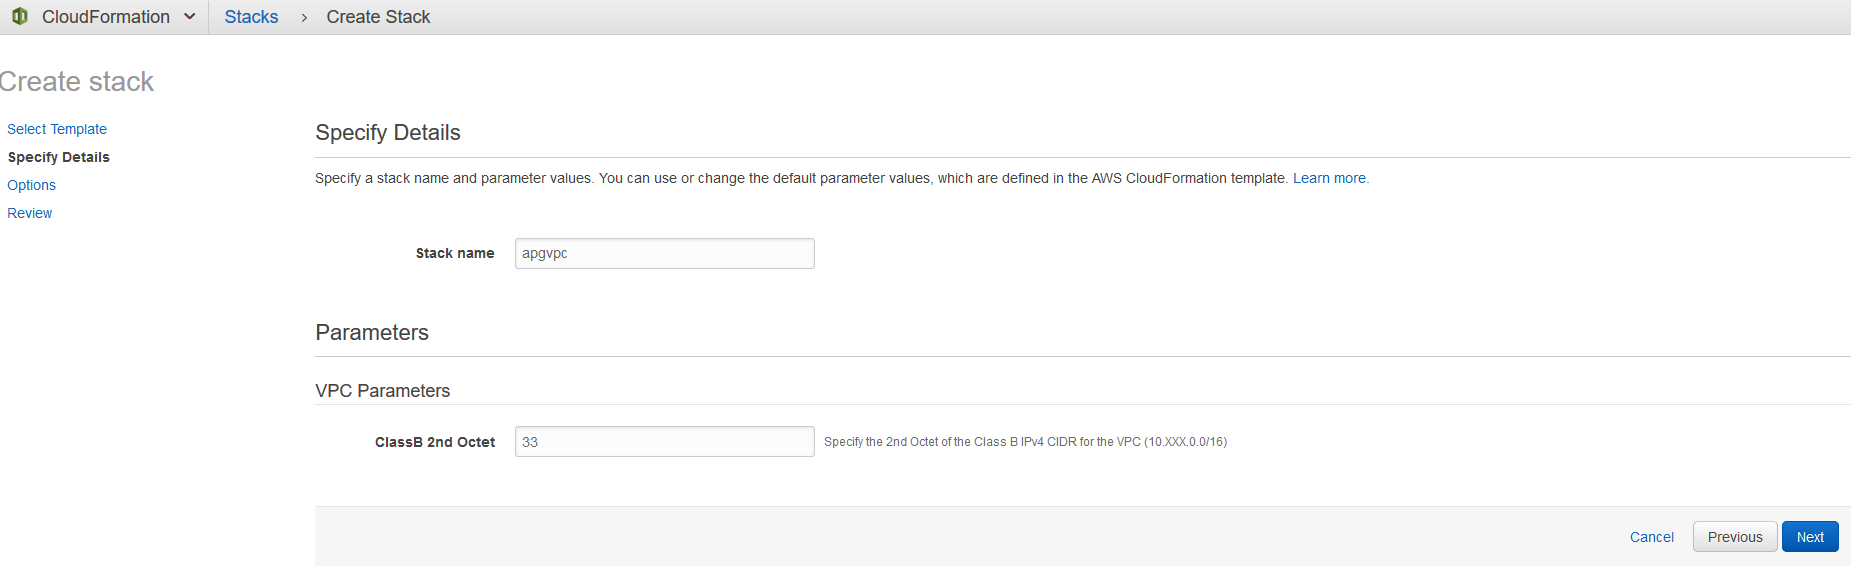 CloudFormation Stacks > Create Stack
Create stack
Select Template
Specify Details
Options
Review
Specify Details
Specify a stack name and parameter values. You can use or change the default parameter values, which are defined in the AWS CloudFormation template. Learn more.
Stack name apgvpc
Parameters
VPC Parameters
ClassB 2nd Octet 33 Specify the 2nd Octet of the Class B IPv4 CIDR for the VPC (10.XXX.0.0/16)
Cancel Previous Next